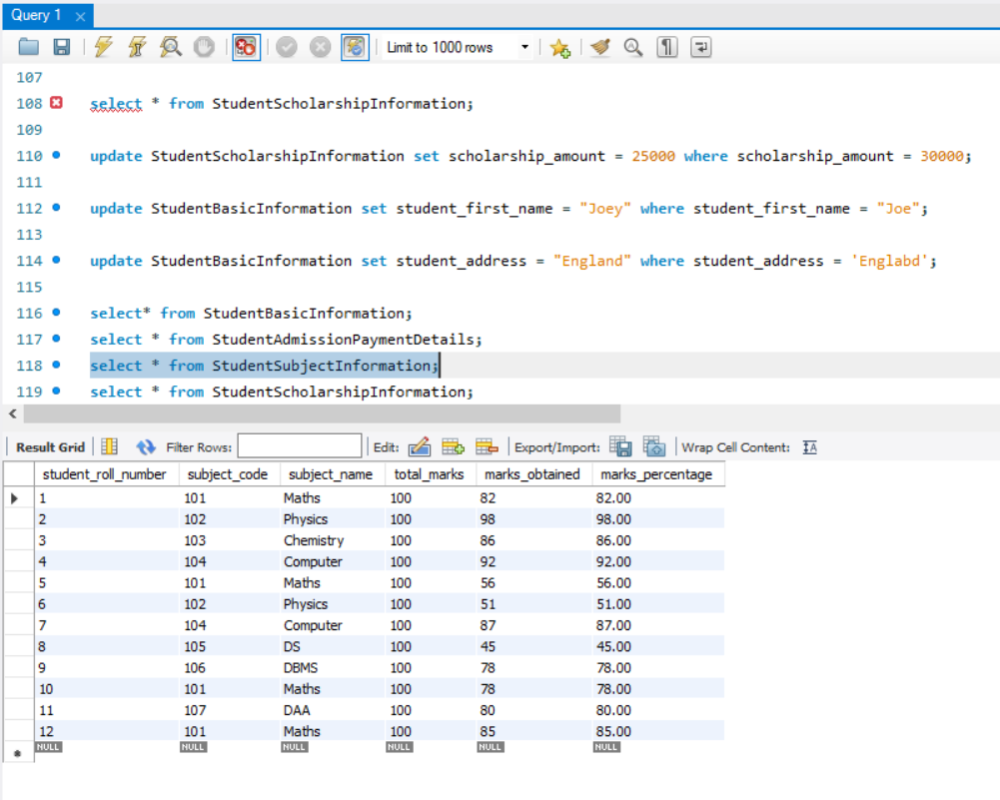 Query 1
Limit to 1000 rows
107
108 select * from StudentScholarshipInformation;
109
110 update StudentScholarshipInformation set scholarship_amount = 25000 where scholarship_amount = 30000;
111
112 update StudentBasicInformation set student_first_name = "Joey" where student_first_name = "Joe";
113
114 update StudentBasicInformation set student_address = "England" where student_address = 'Englabd';
115
116 select* from StudentBasicInformation;
117 select * from StudentAdmissionPaymentDetails;
118 select * from StudentSubjectInformation;
119 select * from StudentScholarshipInformation;
Result Grid Filter Rows: Edit: Export/Import: Wrap Cell Content:
student_roll_number subject_code subject_name total_marks marks_obtained marks_percentage
1 101 Maths 100 82 82.00
2 102 Physics 100 98 98.00
3 103 Chemistry 100 86 86.00
4 104 Computer 100 92 92.00
5 101 Maths 100 56 56.00
6 102 Physics 100 51 51.00
7 104 Computer 100 87 87.00
8 105 DS 100 45 45.00
9 106 DBMS 100 78 78.00
10 101 Maths 100 78 78.00
11 107 DAA 100 80 80.00
12 101 Maths 100 85 85.00
NULL NULL NULL NULL NULL NULL